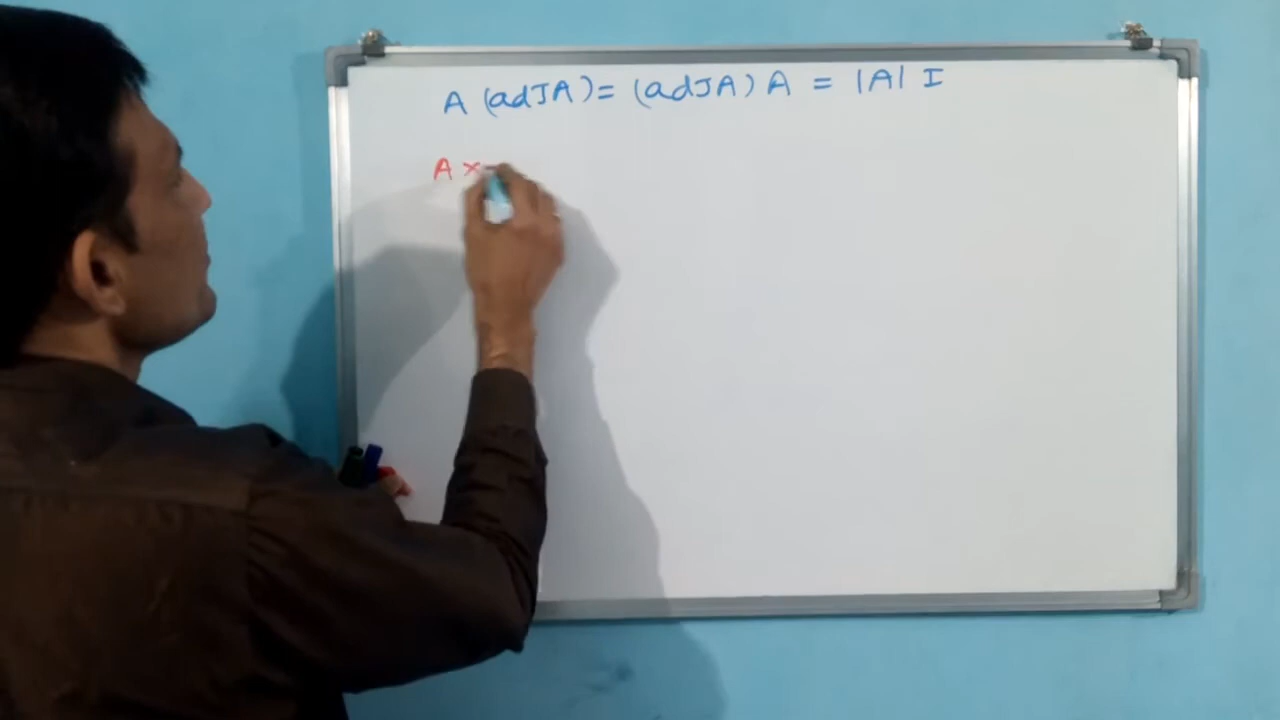 A (adJA) = (adJA) A = |A| I
A ×